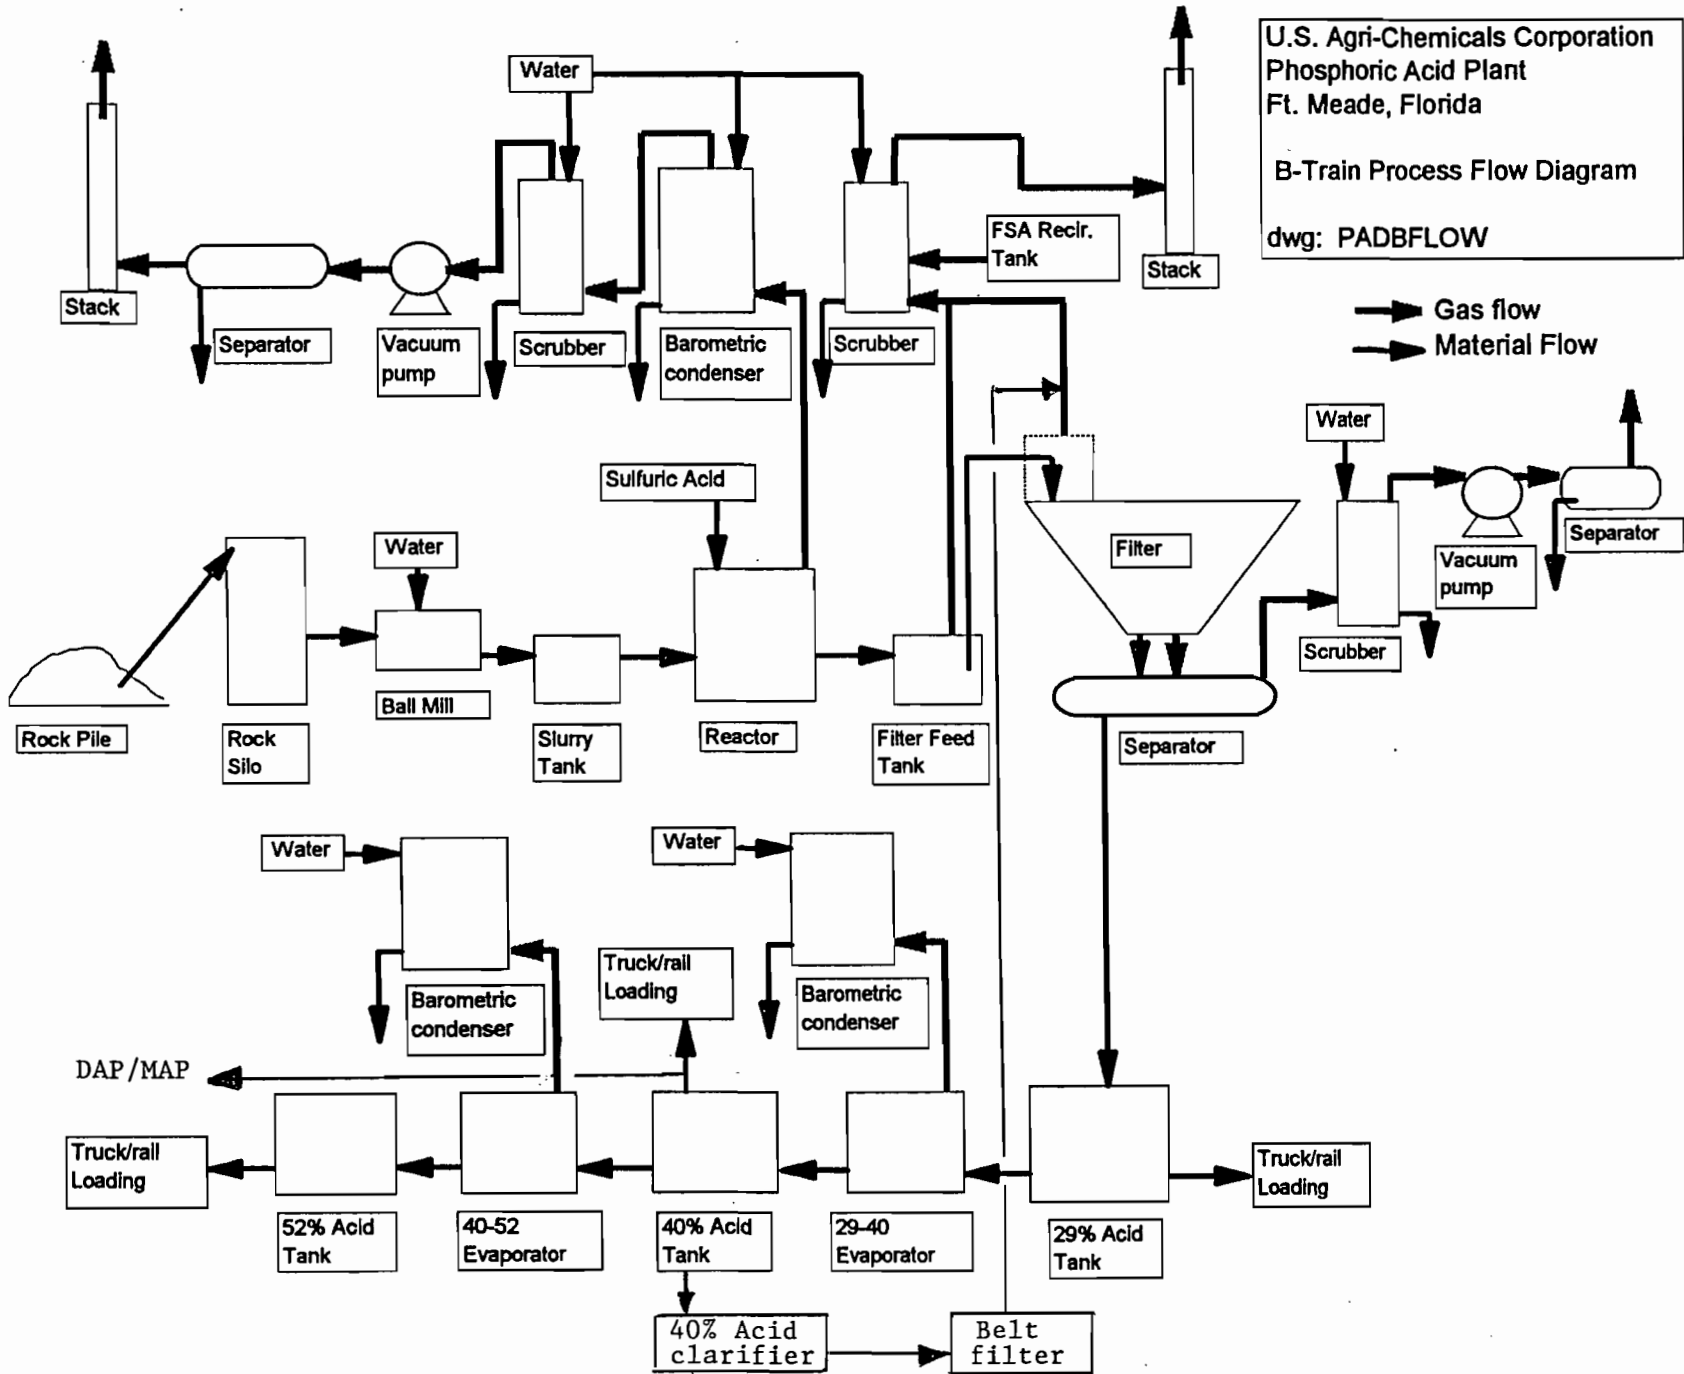 U.S. Agri-Chemicals Corporation
Phosphoric Acid Plant
Ft. Meade, Florida
B-Train Process Flow Diagram
dwg: PADBFLOW
Gas flow
Material Flow
Water
Stack
Separator
Vacuum
pump
Scrubber
Barometric
condenser
Scrubber
FSA Recir.
Tank
Stack
Water
Separator
Vacuum
pump
Scrubber
Filter
Separator
Sulfuric Acid
Water
Rock Pile
Rock
Silo
Ball Mill
Slurry
Tank
Reactor
Filter Feed
Tank
Water
Barometric
condenser
Truck/rail
Loading
Water
Barometric
condenser
DAP/MAP
Truck/rail
Loading
52% Acid
Tank
40-52
Evaporator
40% Acid
Tank
29-40
Evaporator
29% Acid
Tank
Truck/rail
Loading
40% Acid
clarifier
Belt
filter